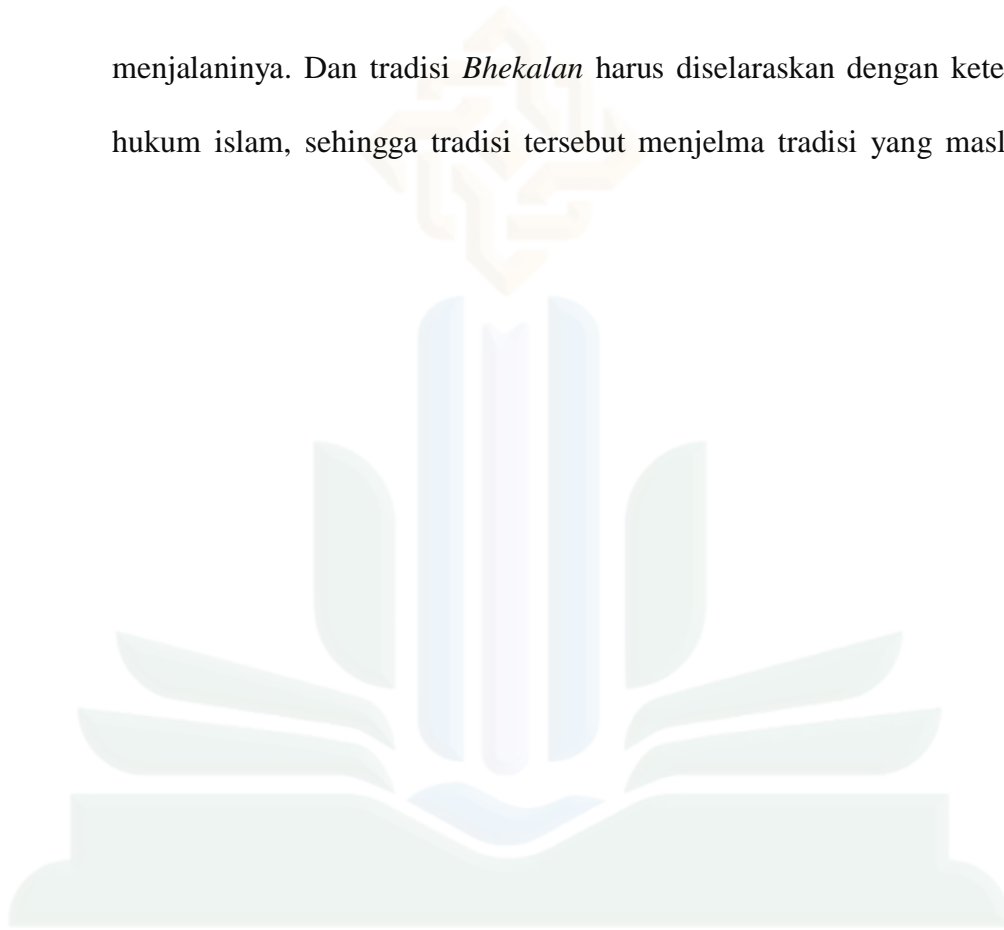 menjalaninya. Dan tradisi Bhekalan harus diselaraskan dengan kete
hukum islam, sehingga tradisi tersebut menjelma tradisi yang masl